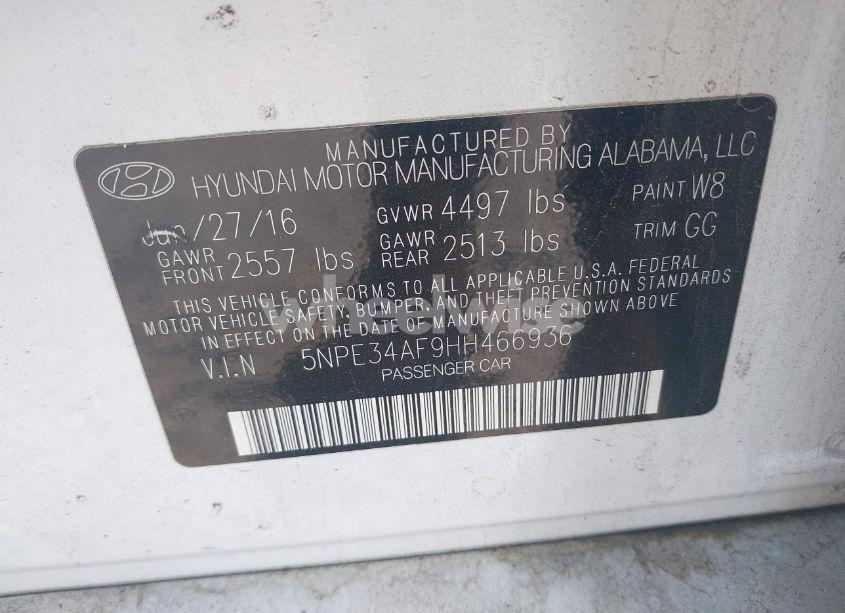 MANUFACTURED BY
HYUNDAI MOTOR MANUFACTURING ALABAMA, LLC
/27/16 GVWR 4497 lbs PAINT W8
GAWR FRONT 2557 lbs GAWR REAR 2513 lbs TRIM GG
THIS VEHICLE CONFORMS TO ALL APPLICABLE U.S.A. FEDERAL
MOTOR VEHICLE SAFETY, BUMPER, AND THEFT PREVENTION STANDARDS
IN EFFECT ON THE DATE OF MANUFACTURE SHOWN ABOVE
wheelwise
V.I.N 5NPE34AF9HH466936
PASSENGER CAR